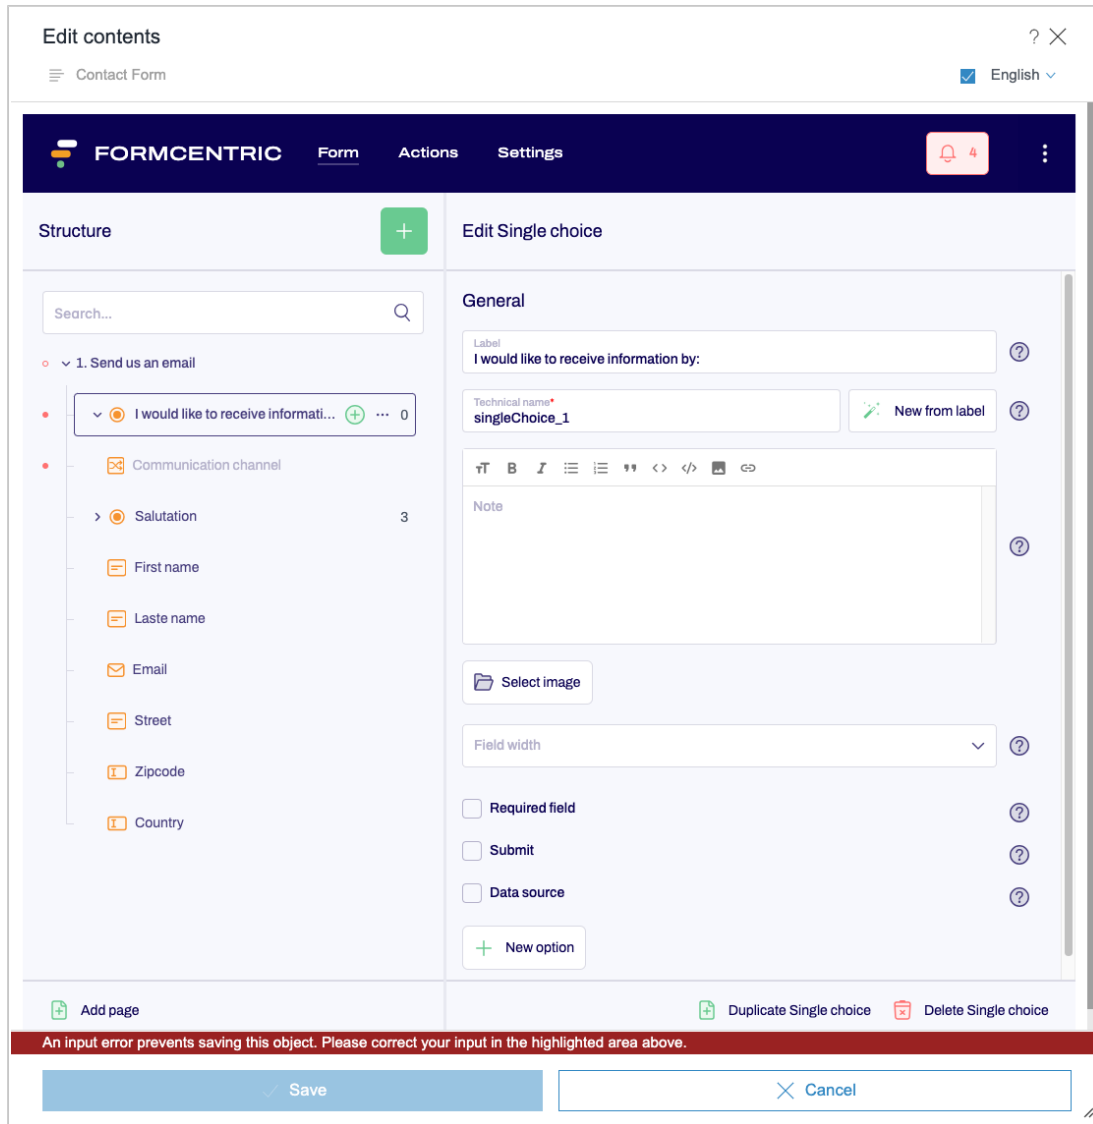 Edit contents
?
Contact Form
English
FORMCENTRIC
Form
Actions
Settings
4
Structure
Edit Single choice
Search...
1. Send us an email
I would like to receive informati...
0
Communication channel
Salutation
3
First name
Laste name
Email
Street
Zipcode
Country
Add page
General
Label
I would like to receive information by:
?
Technical name*
singleChoice_1
New from label
?
Note
?
Select image
Field width
?
Required field
?
Submit
?
Data source
?
New option
Duplicate Single choice
Delete Single choice
An input error prevents saving this object. Please correct your input in the highlighted area above.
Save
Cancel